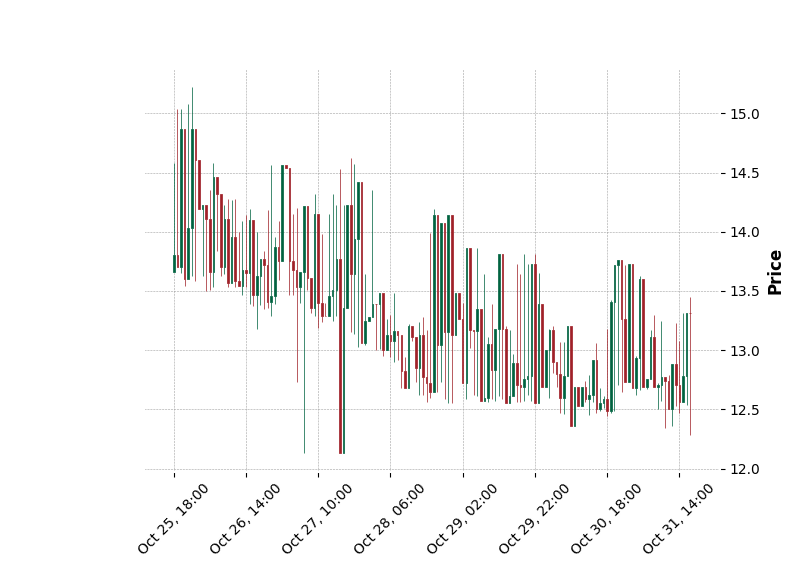 15.0
14.5
14.0
13.5
13.0
12.5
12.0
Price
Oct 25, 18:00
Oct 26, 14:00
Oct 27, 10:00
Oct 28, 06:00
Oct 29, 02:00
Oct 29, 22:00
Oct 30, 18:00
Oct 31, 14:00